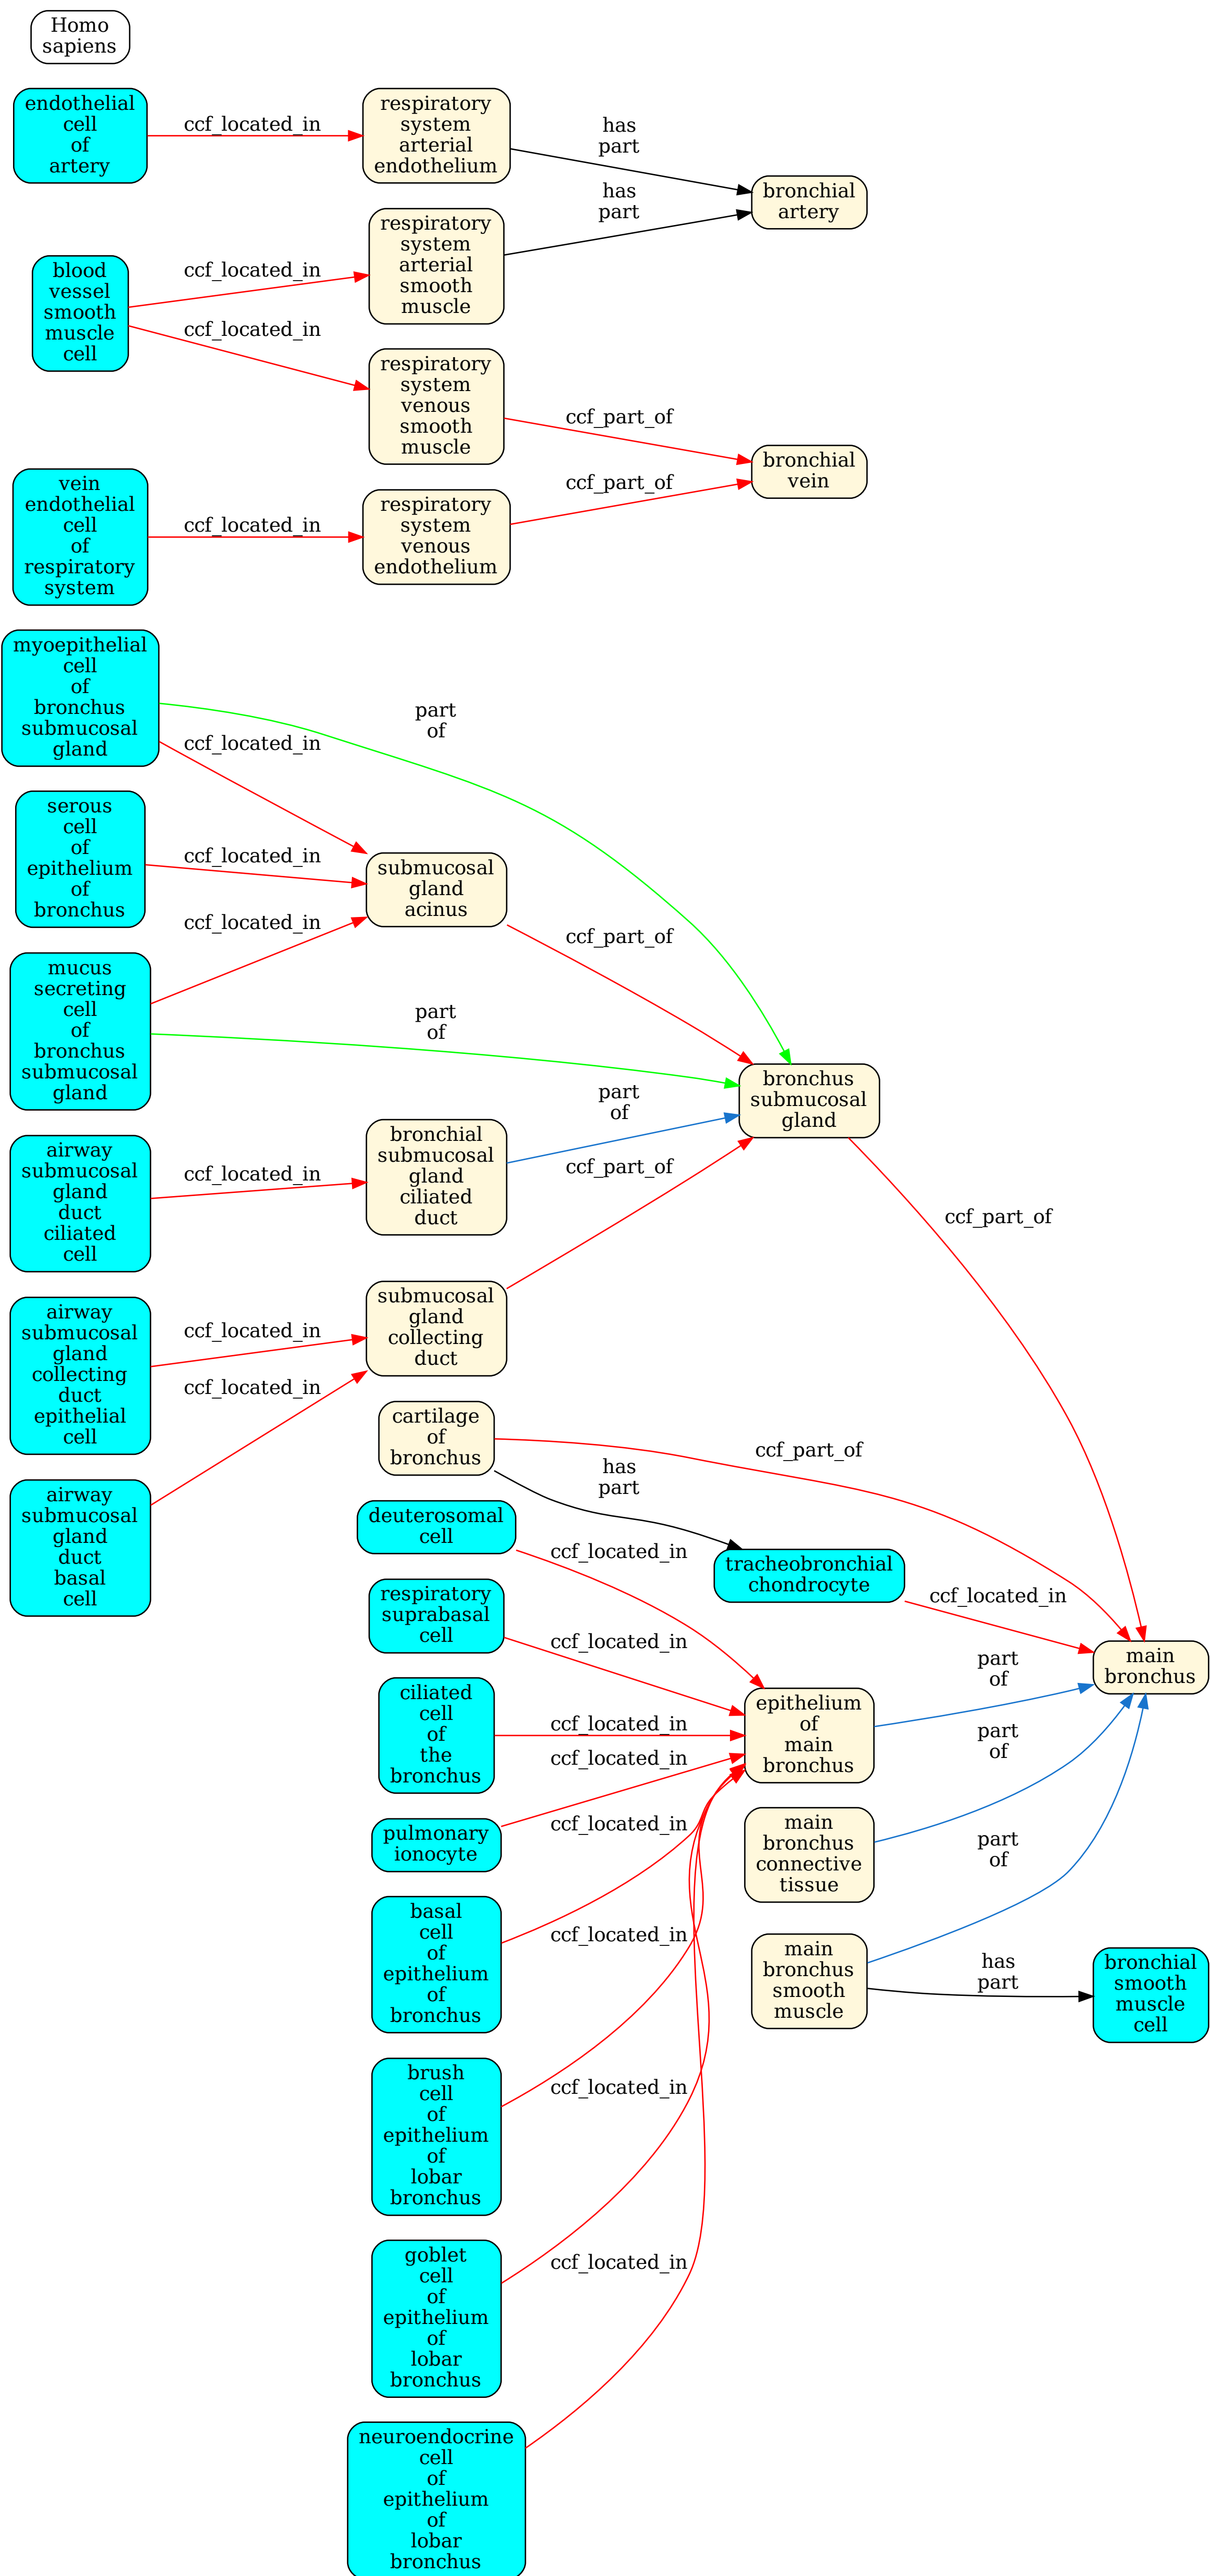 Homo
sapiens
endothelial
cell
of
artery
ccf_located_in
respiratory
system
arterial
endothelium
has
part
bronchial
artery
has
part
respiratory
system
arterial
smooth
muscle
blood
vessel
smooth
muscle
cell
ccf_located_in
ccf_located_in
respiratory
system
venous
smooth
muscle
ccf_part_of
bronchial
vein
ccf_part_of
vein
endothelial
cell
of
respiratory
system
ccf_located_in
respiratory
system
venous
endothelium
myoepithelial
cell
of
bronchus
submucosal
gland
part
of
ccf_located_in
serous
cell
of
epithelium
of
bronchus
ccf_located_in
submucosal
gland
acinus
ccf_located_in
ccf_part_of
mucus
secreting
cell
of
bronchus
submucosal
gland
part
of
bronchus
submucosal
gland
part
of
airway
submucosal
gland
duct
ciliated
cell
ccf_located_in
bronchial
submucosal
gland
ciliated
duct
ccf_part_of
ccf_part_of
airway
submucosal
gland
collecting
duct
epithelial
cell
ccf_located_in
submucosal
gland
collecting
duct
ccf_located_in
airway
submucosal
gland
duct
basal
cell
cartilage
of
bronchus
ccf_part_of
has
part
deuterosomal
cell
ccf_located_in
tracheobronchial
chondrocyte
ccf_located_in
respiratory
suprabasal
cell
ccf_located_in
main
bronchus
part
of
ciliated
cell
of
the
bronchus
ccf_located_in
epithelium
of
main
bronchus
part
of
ccf_located_in
pulmonary
ionocyte
ccf_located_in
main
bronchus
connective
tissue
part
of
basal
cell
of
epithelium
of
bronchus
ccf_located_in
main
bronchus
smooth
muscle
has
part
bronchial
smooth
muscle
cell
brush
cell
of
epithelium
of
lobar
bronchus
ccf_located_in
goblet
cell
of
epithelium
of
lobar
bronchus
ccf_located_in
neuroendocrine
cell
of
epithelium
of
lobar
bronchus